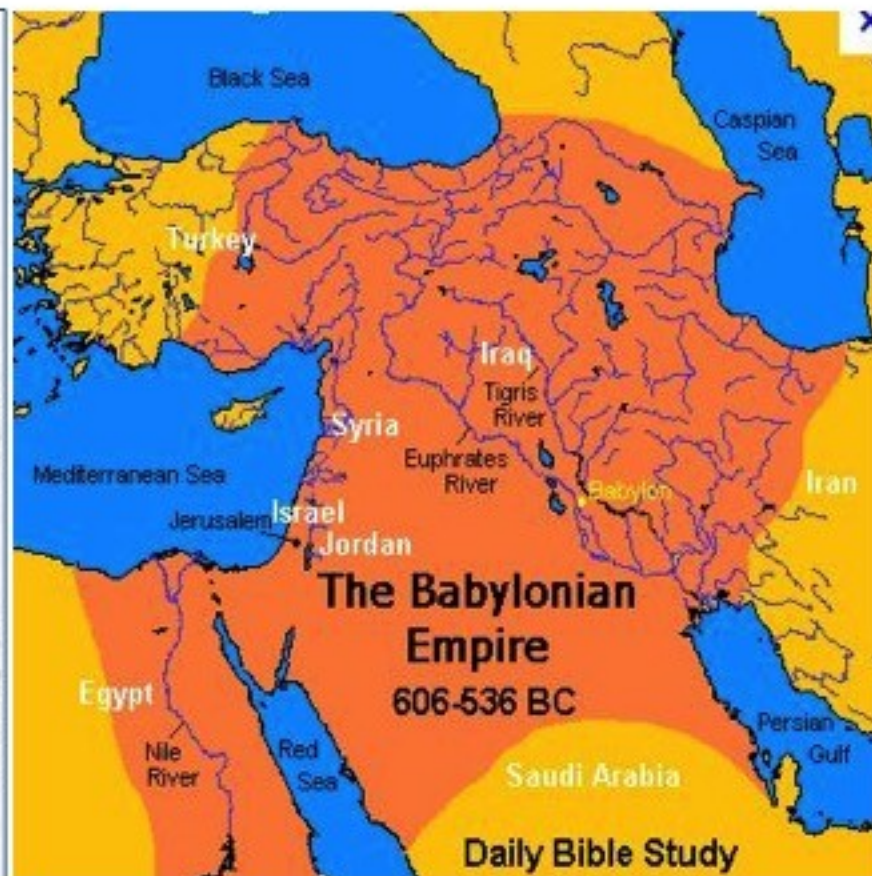 Black Sea
Caspian
Sea
Turkey
Iraq
Tigris
River
Syria
Euphrates
River
Mediterranean Sea
Babylon
Iran
Jerusalem
Israel
Jordan
The Babylonian
Empire
606-536 BC
Egypt
Nile
River
Red
Sea
Persian
Gulf
Saudi Arabia
Daily Bible Study